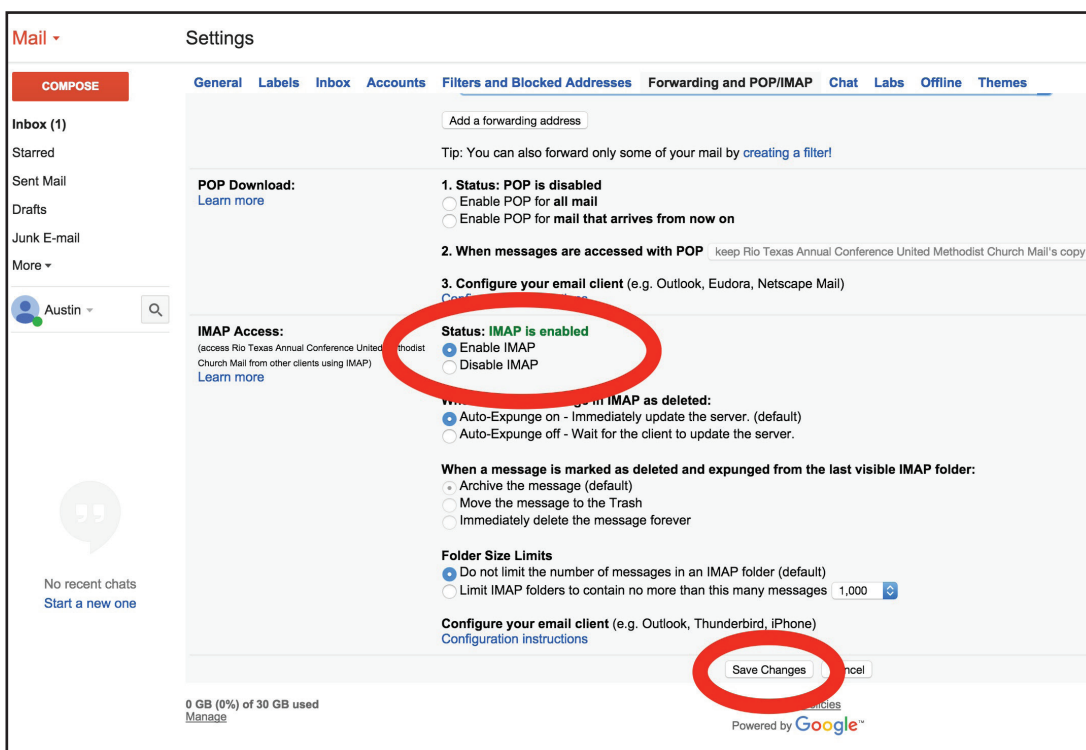 Mail
Settings
COMPOSE
General Labels Inbox Accounts Filters and Blocked Addresses Forwarding and POP/IMAP Chat Labs Offline Themes
Inbox (1)
Starred
Sent Mail
Drafts
Junk E-mail
More
Austin
Add a forwarding address
Tip: You can also forward only some of your mail by creating a filter!
POP Download:
Learn more
1. Status: POP is disabled
Enable POP for all mail
Enable POP for mail that arrives from now on
2. When messages are accessed with POP keep Rio Texas Annual Conference United Methodist Church Mail's copy
3. Configure your email client (e.g. Outlook, Eudora, Netscape Mail)
IMAP Access:
(access Rio Texas Annual Conference United Methodist
Church Mail from other clients using IMAP)
Learn more
Status: IMAP is enabled
Enable IMAP
Disable IMAP
in IMAP as deleted:
Auto-Expunge on - Immediately update the server. (default)
Auto-Expunge off - Wait for the client to update the server.
When a message is marked as deleted and expunged from the last visible IMAP folder:
Archive the message (default)
Move the message to the Trash
Immediately delete the message forever
Folder Size Limits
Do not limit the number of messages in an IMAP folder (default)
Limit IMAP folders to contain no more than this many messages 1,000
Configure your email client (e.g. Outlook, Thunderbird, iPhone)
Configuration instructions
Save Changes
No recent chats
Start a new one
0 GB (0%) of 30 GB used
Manage
Powered by Google™